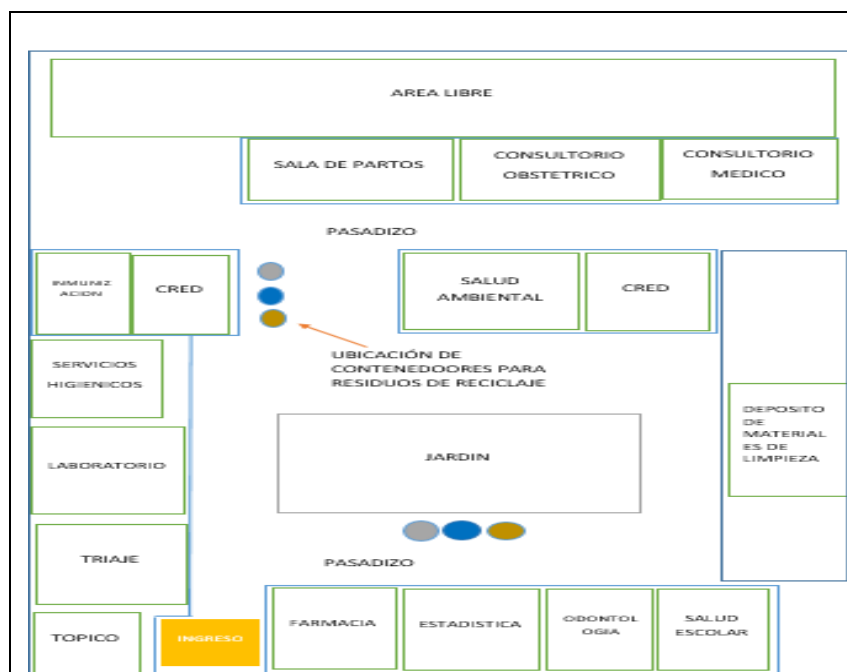 AREA LIBRE
SALA DE PARTOS
CONSULTORIO
OBSTETRICO
CONSULTORIO
MEDICO
PASADIZO
INMUNIZ
ACION
CRED
SALUD
AMBIENTAL
CRED
UBICACIÓN DE
CONTENEDOORES PARA
RESIDUOS DE RECICLAJE
SERVICIOS
HIGIENICOS
DEPOSITO
DE
MATERIAL
ES DE
LIMPIEZA
LABORATORIO
JARDIN
TRIAJE
PASADIZO
TOPICO
INGRESO
FARMACIA
ESTADISTICA
ODONTOL
OGIA
SALUD
ESCOLAR